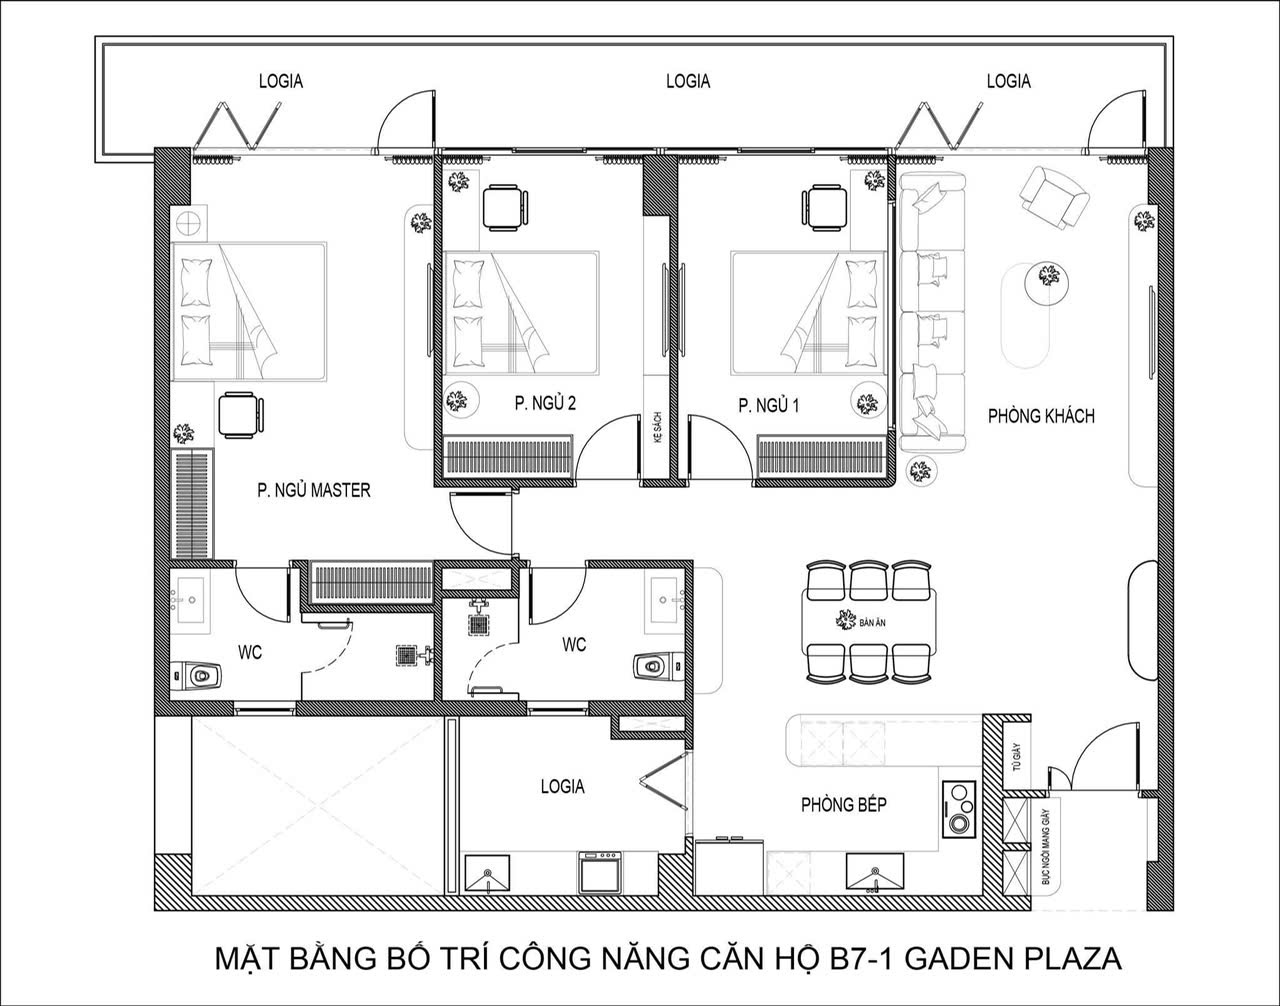 LOGIA
LOGIA
LOGIA
P. NGỦ 2
P. NGỦ 1
KỆ SÁCH
PHÒNG KHÁCH
P. NGỦ MASTER
BÀN ĂN
WC
WC
TỦ GIÀY
LOGIA
PHÒNG BẾP
BỤC NGỒI MANG GIÀY
MẶT BẰNG BỐ TRÍ CÔNG NĂNG CĂN HỘ B7-1 GADEN PLAZA